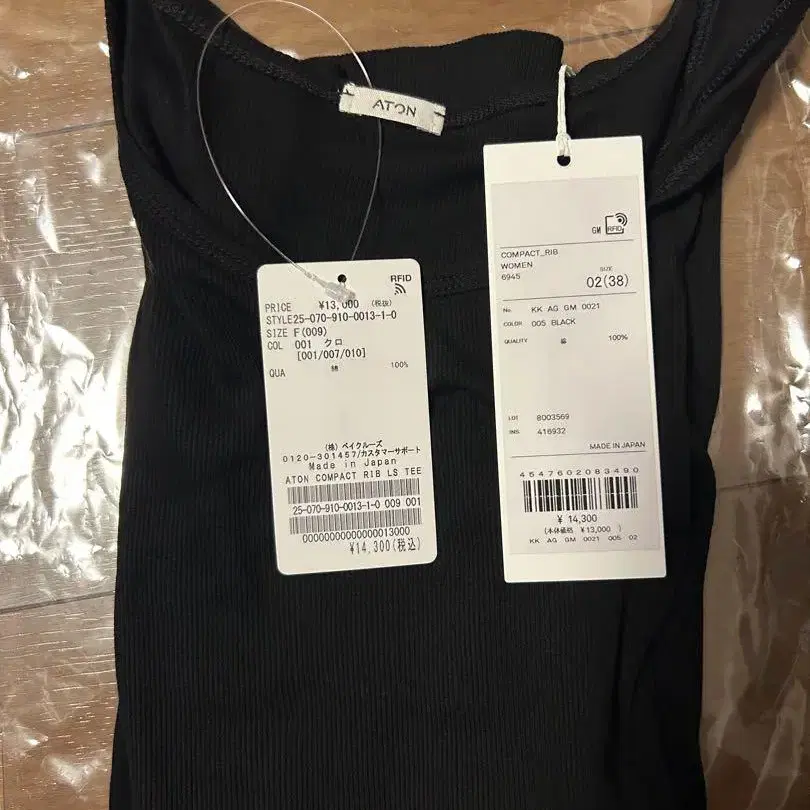 ATON
RFID
PRICE ¥13,000 (税抜)
STYLE25-070-910-0013-1-0
SIZE F(009)
COL 001 クロ
[001/007/010]
QUA 綿 100%
(株) ベイクルーズ
0120-301457/カスタマーサポート
Made in Japan
ATON COMPACT RIB LS TEE
25-070-910-0013-1-0 009 001
00000000000000013000
¥14,300(税込)
GM RFID
COMPACT_RIB
WOMEN
6945
SIZE
02(38)
No. KK AG GM 0021
COLOR 005 BLACK
QUALITY 綿 100%
LOT 8003569
INS. 416932
MADE IN JAPAN
4547602083490
¥ 14,300
(本体価格 ¥13,000 )
KK AG GM 0021 005 02